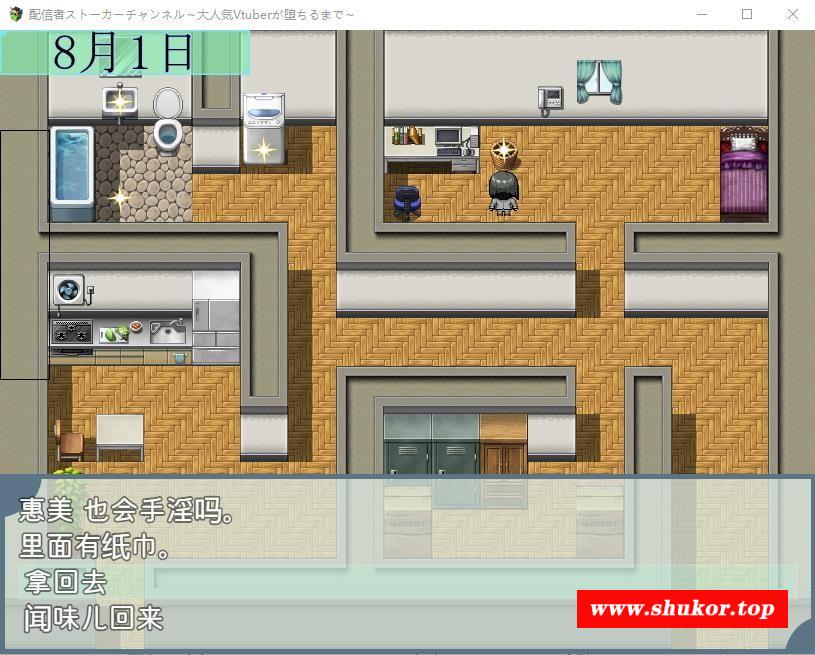 配信者ストーカーチャンネル～大人気Vtuberが堕ちるまで～
8月1日
惠美 也会手淫吗。
里面有纸巾。
拿回去
闻味儿回来
www.shukor.top